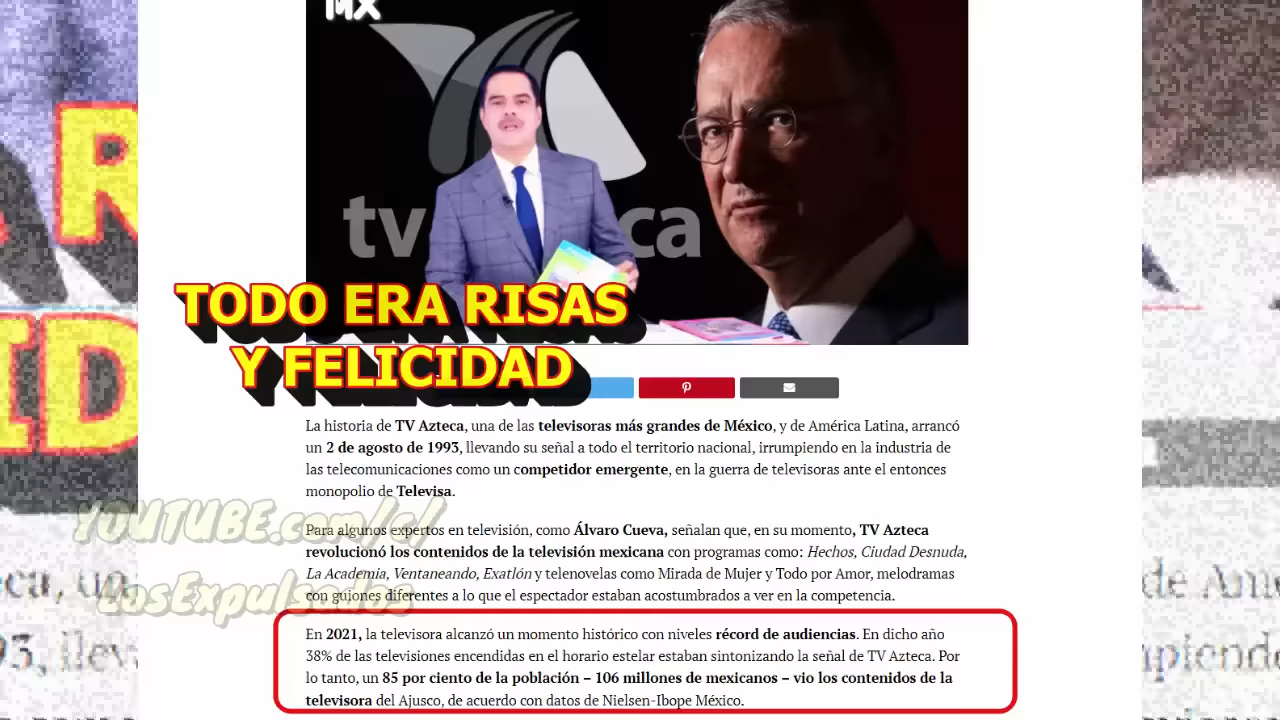 MX
tv ca
TODO ERA RISAS
Y FELICIDAD
La historia de TV Azteca, una de las televisoras más grandes de México, y de América Latina, arrancó
un 2 de agosto de 1993, llevando su señal a todo el territorio nacional, irrumpiendo en la industria de
las telecomunicaciones como un competidor emergente, en la guerra de televisoras ante el entonces
monopolio de Televisa.
Para algunos expertos en televisión, como Álvaro Cueva, señalan que, en su momento, TV Azteca
revolucionó los contenidos de la televisión mexicana con programas como: Hechos, Ciudad Desnuda,
La Academia, Ventaneando, Exatlón y telenovelas como Mirada de Mujer y Todo por Amor, melodramas
con guiones diferentes a lo que el espectador estaban acostumbrados a ver en la competencia.
YOUTUBE.com/c/
LosExpulsados
En 2021, la televisora alcanzó un momento histórico con niveles récord de audiencias. En dicho año
38% de las televisiones encendidas en el horario estelar estaban sintonizando la señal de TV Azteca. Por
lo tanto, un 85 por ciento de la población – 106 millones de mexicanos – vio los contenidos de la
televisora del Ajusco, de acuerdo con datos de Nielsen-Ibope México.